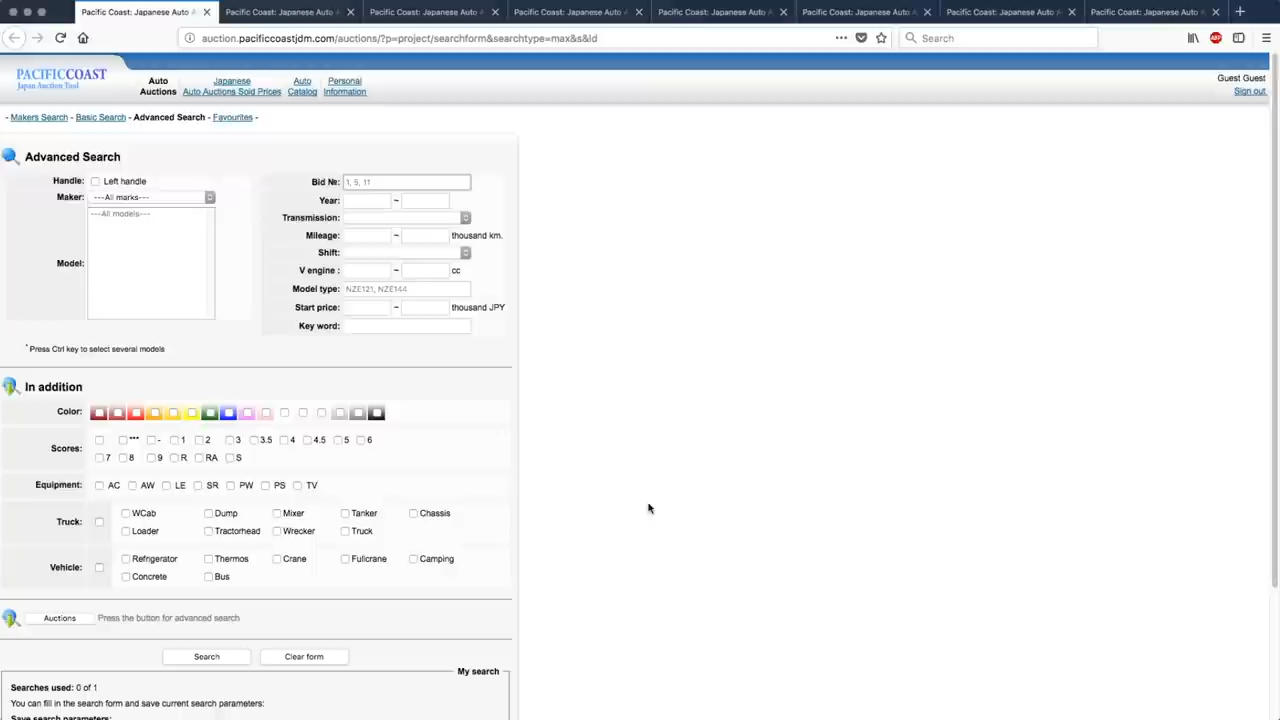 Pacific Coast: Japanese Auto
Pacific Coast: Japanese Auto
Pacific Coast: Japanese Auto
Pacific Coast: Japanese Auto
Pacific Coast: Japanese Auto
Pacific Coast: Japanese Auto
Pacific Coast: Japanese Auto
Pacific Coast: Japanese Auto
auction.pacificcoastjdm.com/auctions/?p=project/searchform&searchtype=max&s&ld
Search
ABP
PACIFICCOAST
Japan Auction Tool
Auto Auctions
Japanese Auto Auctions Sold Prices
Auto Catalog
Personal Information
Guest Guest
Sign out
- Makers Search - Basic Search - Advanced Search - Favourites -
Advanced Search
Handle: Left handle
Maker: ---All marks---
---All models---
Model:
* Press Ctrl key to select several models
Bid №: 1, 5, 11
Year: ~
Transmission:
Mileage: ~ thousand km.
Shift:
V engine : ~ cc
Model type: NZE121, NZE144
Start price: ~ thousand JPY
Key word:
In addition
Color:
Scores: *** - 1 2 3 3.5 4 4.5 5 6
7 8 9 R RA S
Equipment: AC AW LE SR PW PS TV
Truck: WCab Dump Mixer Tanker Chassis
Loader Tractorhead Wrecker Truck
Vehicle: Refrigerator Thermos Crane Fullcrane Camping
Concrete Bus
Auctions Press the button for advanced search
Search Clear form
My search
Searches used: 0 of 1
You can fill in the search form and save current search parameters:
Save search parameters: